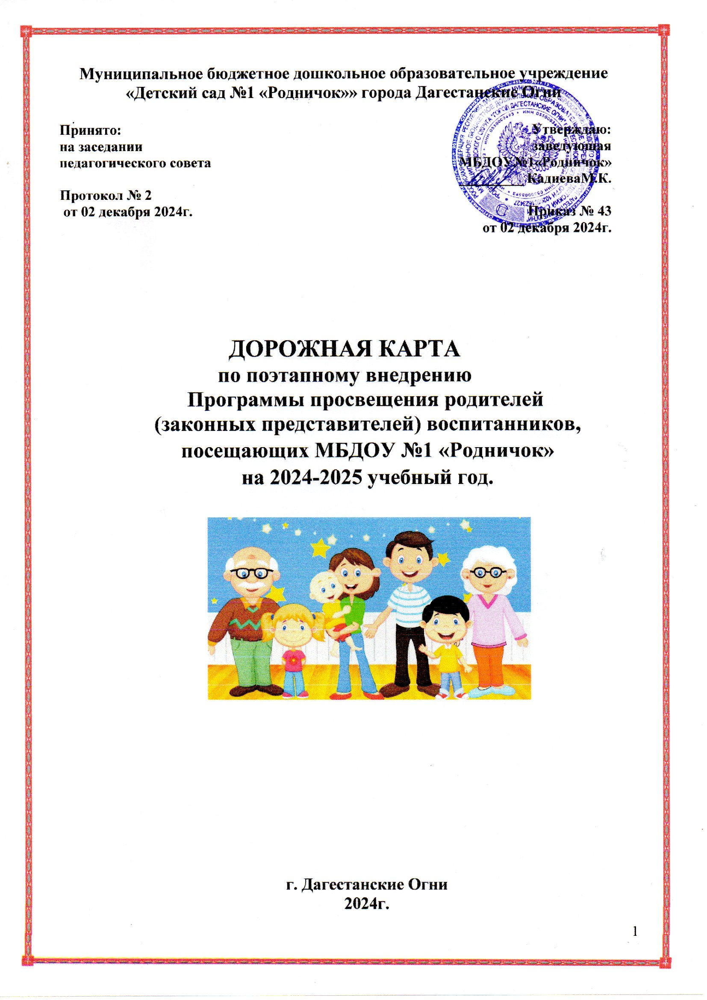 Муниципальное бюджетное дошкольное образовательное учреждение
«Детский сад №1 «Родничок»» города Дагестанские Огни
Принято:
на заседании
педагогического совета
Протокол № 2
от 02 декабря 2024г.
Утверждаю:
заведующая
МБДОУ№1«Родничок»
КадиеваМ.К.
Приказ № 43
от 02 декабря 2024г.
ДОРОЖНАЯ КАРТА
по поэтапному внедрению
Программы просвещения родителей
(законных представителей) воспитанников,
посещающих МБДОУ №1 «Родничок»
на 2024-2025 учебный год.
г. Дагестанские Огни
2024г.
1